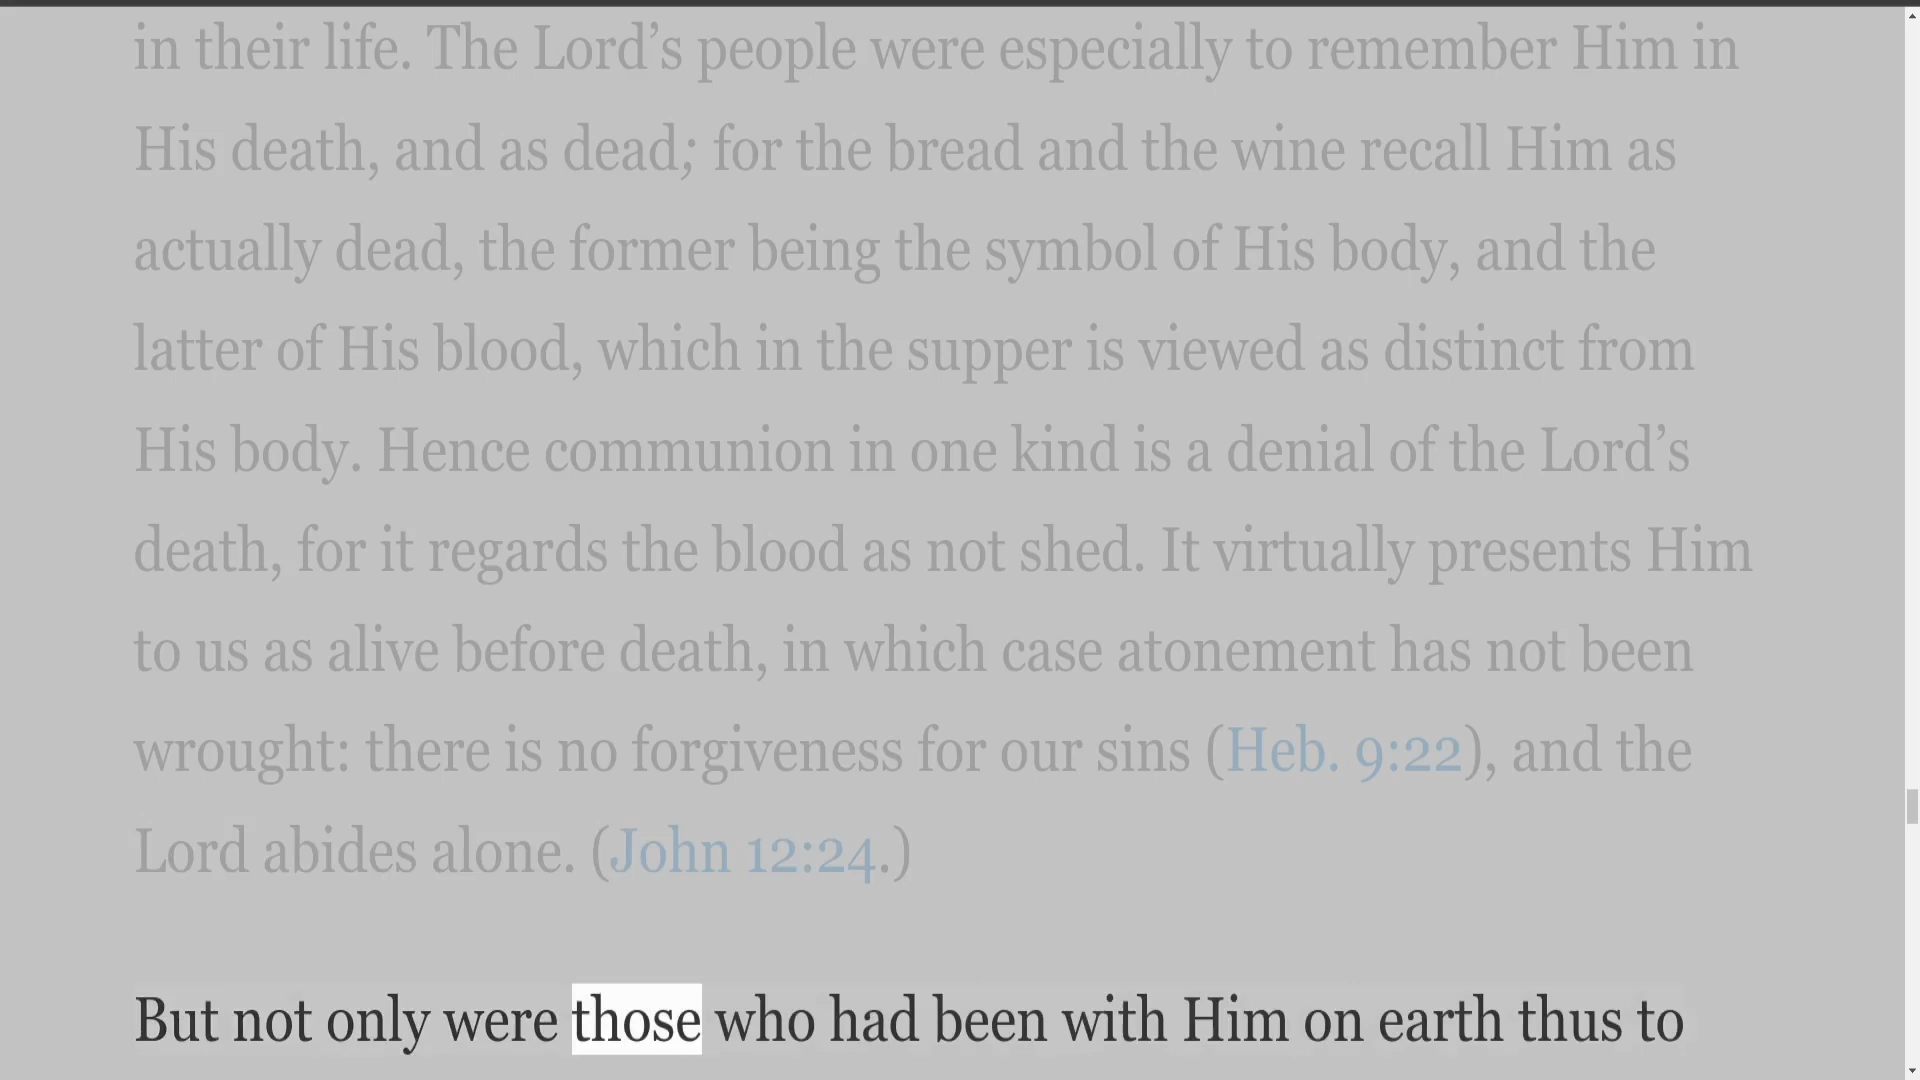 in their life. The Lord’s people were especially to remember Him in
His death, and as dead; for the bread and the wine recall Him as
actually dead, the former being the symbol of His body, and the
latter of His blood, which in the supper is viewed as distinct from
His body. Hence communion in one kind is a denial of the Lord’s
death, for it regards the blood as not shed. It virtually presents Him
to us as alive before death, in which case atonement has not been
wrought: there is no forgiveness for our sins (Heb. 9:22), and the
Lord abides alone. (John 12:24.)
But not only were those who had been with Him on earth thus to